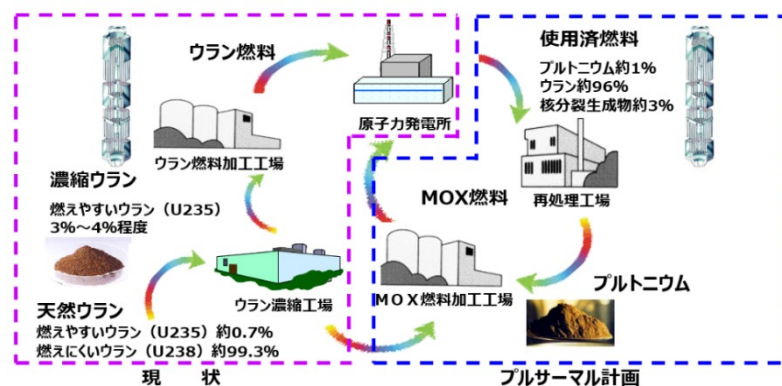 ウラン燃料
原子力発電所
ウラン燃料加工工場
濃縮ウラン
燃えやすいウラン（U235）
3%～4%程度
天然ウラン
燃えやすいウラン（U235）約0.7%
燃えにくいウラン（U238）約99.3%
ウラン濃縮工場
現 状
使用済燃料
プルトニウム約1%
ウラン約96%
核分裂生成物約3%
再処理工場
MOX燃料
MOX燃料加工工場
プルトニウム
プルサーマル計画